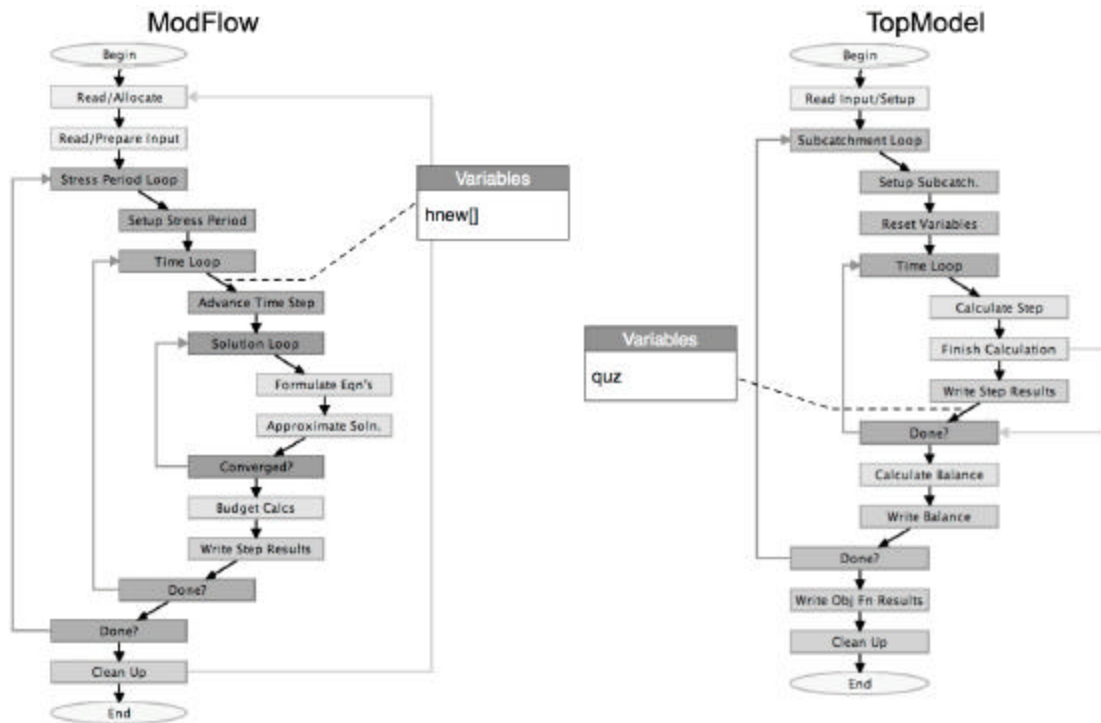 ModFlow
Begin
Read/Allocate
Read/Prepare Input
Stress Period Loop
Setup Stress Period
Time Loop
Advance Time Step
Solution Loop
Formulate Eqn's
Approximate Soln.
Converged?
Budget Calcs
Write Step Results
Done?
Done?
Clean Up
End
Variables
hnew[]
TopModel
Begin
Read Input/Setup
Subcatchment Loop
Setup Subcatch.
Reset Variables
Time Loop
Calculate Step
Finish Calculation
Write Step Results
Done?
Calculate Balance
Write Balance
Done?
Write Obj Fn Results
Clean Up
End
Variables
quz